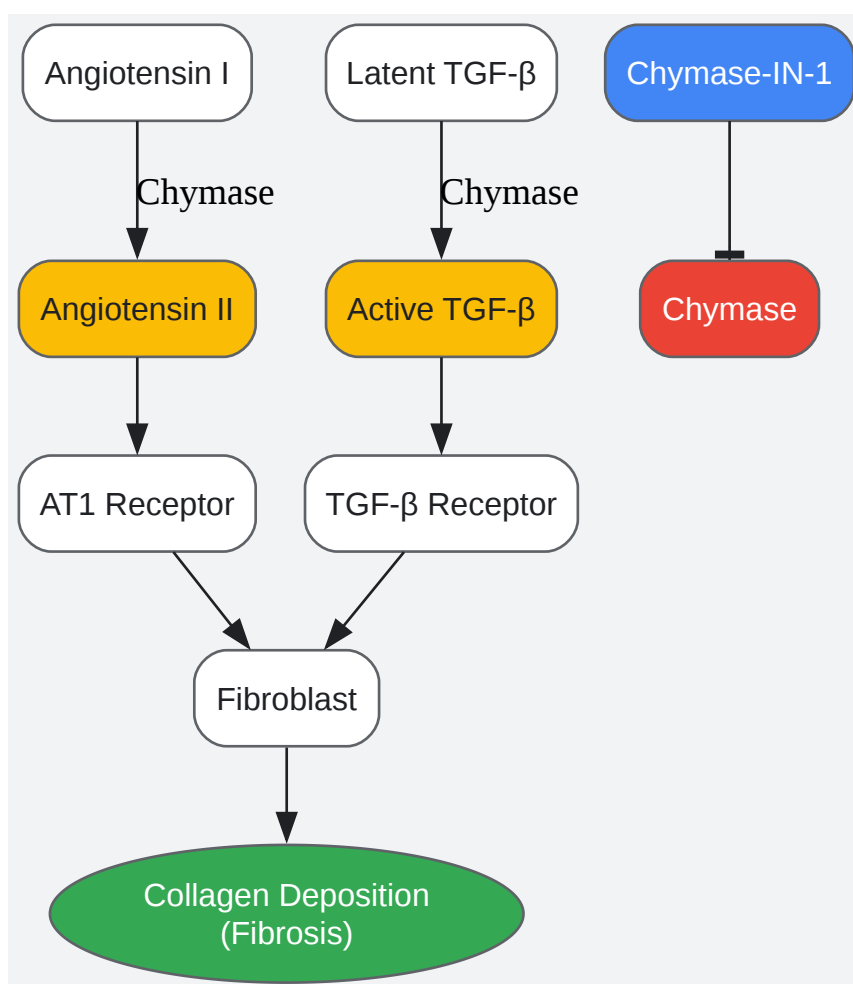 Angiotensin I
Latent TGF-β
Chymase-IN-1
Chymase
Chymase
Angiotensin II
Active TGF-β
Chymase
AT1 Receptor
TGF-β Receptor
Fibroblast
Collagen Deposition
(Fibrosis)